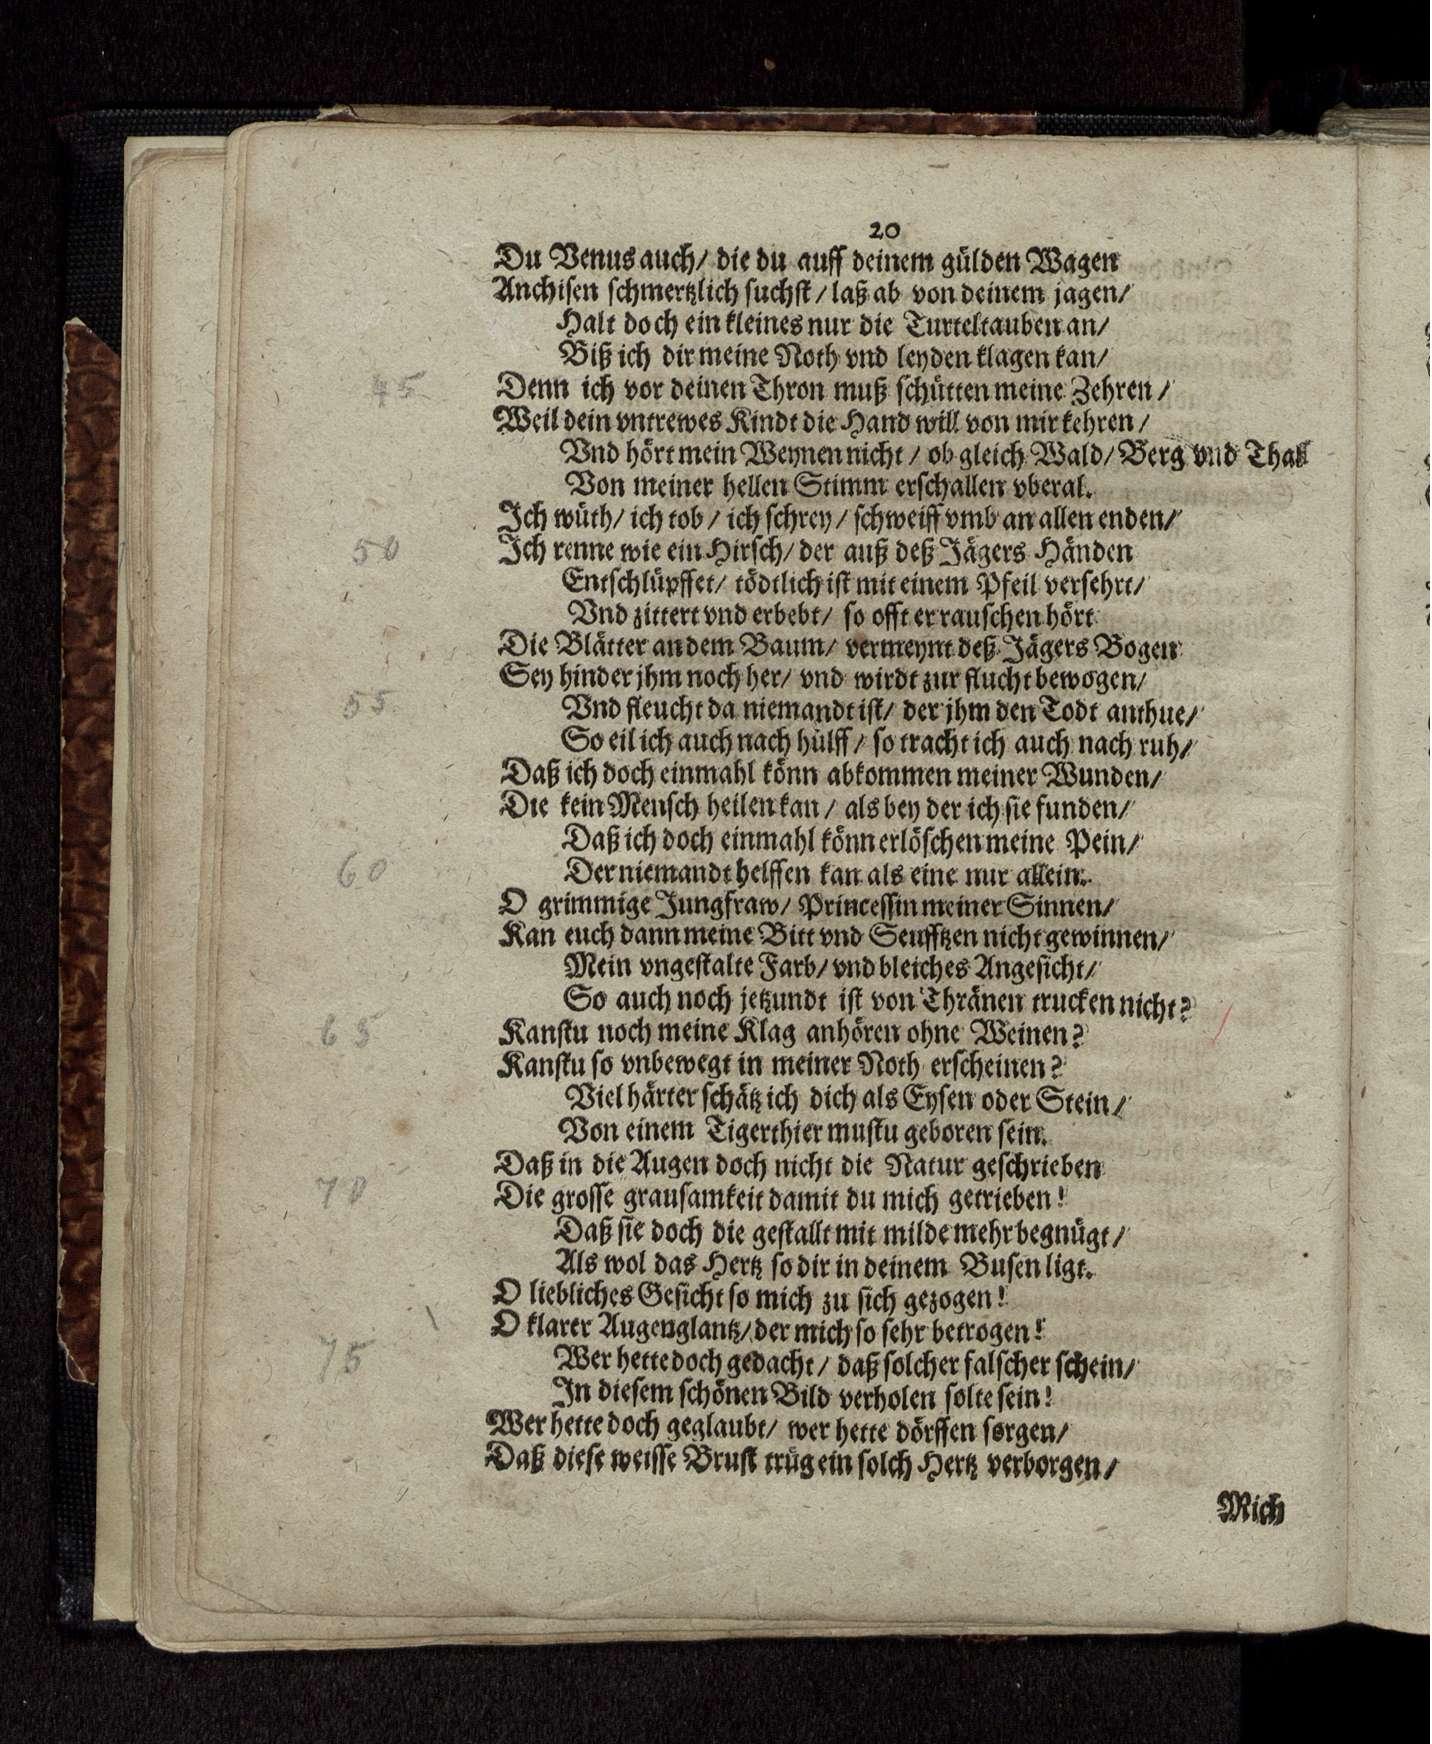 20
Du Venus auch/ die du auff deinem gülden Wagen
Anchisen schmertzlich suchst/ laß ab von deinem jagen/
Halt doch ein kleines nur die Turteltauben an/
Biß ich dir meine Noth vnd leyden klagen kan/
45 Denn ich vor deinen Thron muß schütten meine Zehren/
Weil dein vntrewes Kindt die Hand will von mir kehren/
Vnd hört mein Weynen nicht/ ob gleich Wald/ Berg vnd Thal
Von meiner hellen Stimm erschallen vberal.
Ich wüth/ ich tob/ ich schrey/ schweiff vmb an allen enden/
50 Ich renne wie ein Hirsch/ der auß deß Jägers Händen
Entschlüpffet/ tödtlich ist mit einem Pfeil versehrt/
Vnd zittert vnd erbebt/ so offt er rauschen hört
Die Blätter an dem Baum/ vermeynt deß Jägers Bogen
Sey hinder jhm noch her/ vnd wirdt zur flucht bewogen/
55 Vnd fleucht da niemandt ist/ der jhm den Todt anthue/
So eil ich auch nach hülff/ so tracht ich auch nach ruh/
Daß ich doch einmahl könn abkommen meiner Wunden/
Die kein Mensch heilen kan/ als bey der ich sie funden/
Daß ich doch einmahl könn erlöschen meine Pein/
60 Der niemandt helffen kan als eine nur allein.
O grimmige Jungfraw/ Princessin meiner Sinnen/
Kan euch dann meine Bitt vnd Seufftzen nicht gewinnen/
Mein vngestalte Farb/ vnd bleiches Angesicht/
So auch noch jetzundt ist von Thränen trucken nicht?
65 Kanstu noch meine Klag anhören ohne Weinen?
Kanstu so vnbewegt in meiner Noth erscheinen?
Viel härter schätz ich dich als Eysen oder Stein/
Von einem Tigerthier mustu geboren sein.
Daß in die Augen doch nicht die Natur geschrieben
70 Die grosse grausamkeit damit du mich getrieben!
Daß sie doch die gestallt mit milde mehr begnügt/
Als wol das Hertz so dir in deinem Busen ligt.
O liebliches Gesicht so mich zu sich gezogen!
O klarer Augenglantz/ der mich so sehr betrogen!
75 Wer hette doch gedacht/ daß solcher falscher schein/
In diesem schönen Bild verholen solte sein!
Wer hette doch geglaubt/ wer hette dörffen sorgen/
Daß diese weisse Brust trüg ein solch Hertz verborgen/
Mich